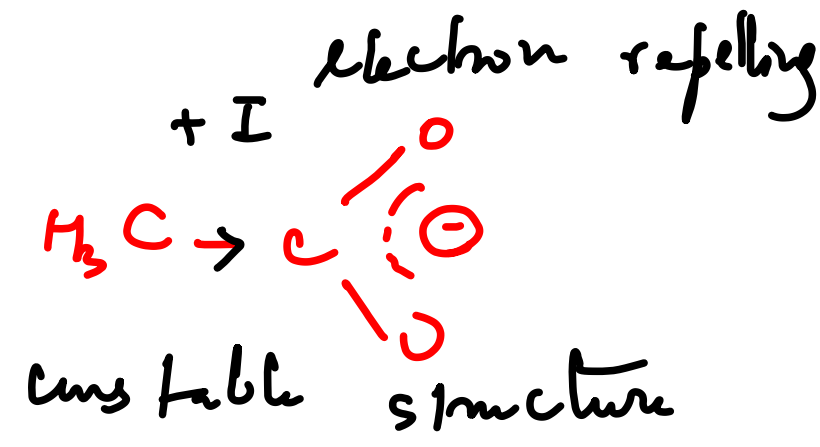 electron repelling
+ I
O
H₃C → C ⊖
O
unstable structure